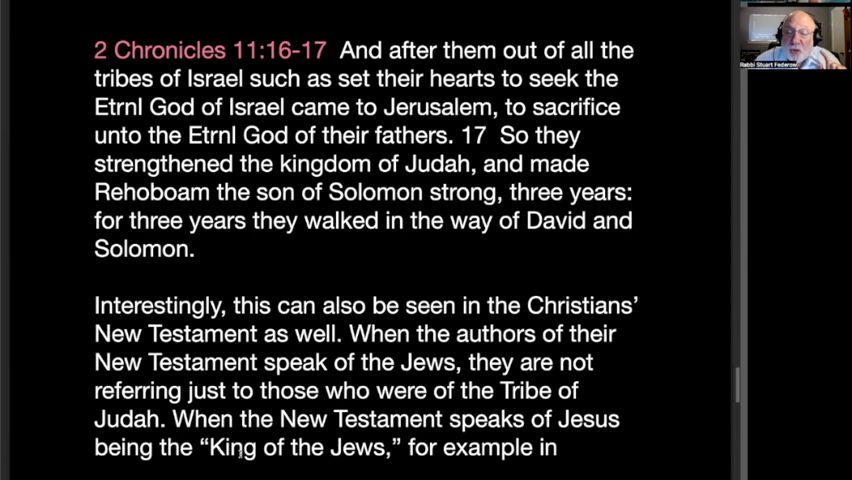 2 Chronicles 11:16-17 And after them out of all the
tribes of Israel such as set their hearts to seek the
Etrnl God of Israel came to Jerusalem, to sacrifice
unto the Etrnl God of their fathers. 17 So they
strengthened the kingdom of Judah, and made
Rehoboam the son of Solomon strong, three years:
for three years they walked in the way of David and
Solomon.
Interestingly, this can also be seen in the Christians’
New Testament as well. When the authors of their
New Testament speak of the Jews, they are not
referring just to those who were of the Tribe of
Judah. When the New Testament speaks of Jesus
being the “King of the Jews,” for example in
Rabbi Stuart Federow